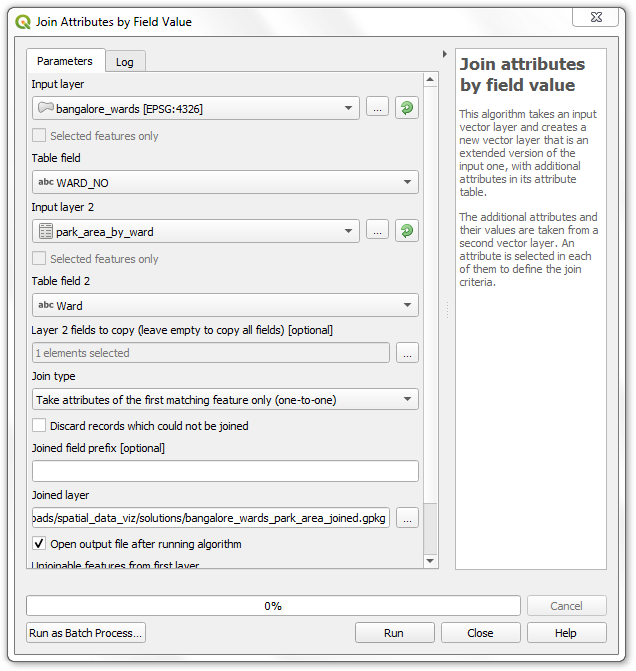 Join Attributes by Field Value
Parameters
Log
Input layer
bangalore_wards [EPSG:4326]
...
Selected features only
Table field
abc WARD_NO
Input layer 2
park_area_by_ward
...
Selected features only
Table field 2
abc Ward
Layer 2 fields to copy (leave empty to copy all fields) [optional]
1 elements selected
...
Join type
Take attributes of the first matching feature only (one-to-one)
Discard records which could not be joined
Joined field prefix [optional]
Joined layer
oads/spatial_data_viz/solutions/bangalore_wards_park_area_joined.gpkg
...
Open output file after running algorithm
Unjoinable features from first layer
Join attributes
by field value
This algorithm takes an input
vector layer and creates a
new vector layer that is an
extended version of the
input one, with additional
attributes in its attribute
table.
The additional attributes and
their values are taken from a
second vector layer. An
attribute is selected in each
of them to define the join
criteria.
0%
Cancel
Run as Batch Process...
Run
Close
Help